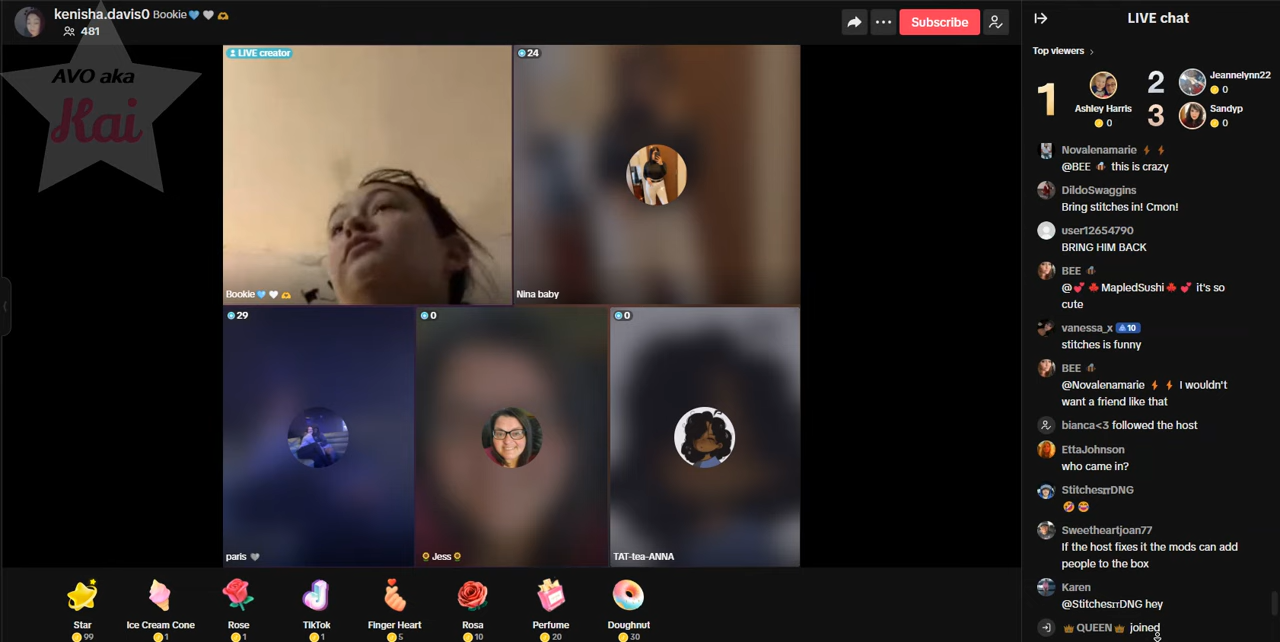 kenisha.davis0 Bookie🩵🤍🫶
481
Subscribe
AVO aka
Kai
LIVE creator
24
Bookie🩵🤍🫶
Nina baby
29
0
0
paris 🩶
🌻Jess🌻
TAT-tea-ANNA
Star
99
Ice Cream Cone
1
Rose
1
TikTok
1
Finger Heart
5
Rosa
10
Perfume
20
Doughnut
30
LIVE chat
Top viewers
1
Ashley Harris
0
2
Jeannelynn22
0
3
Sandyp
0
Novalenamarie ⚡⚡
@BEE 🐝 this is crazy
DildoSwaggins
Bring stitches in! Cmon!
user12654790
BRING HIM BACK
BEE 🐝
@💕🍁MapledSushi🍁💕 it's so
cute
vanessa_x 10
stitches is funny
BEE 🐝
@Novalenamarie ⚡⚡ I wouldn't
want a friend like that
bianca<3 followed the host
EttaJohnson
who came in?
StitchesττDNG
🤣😂
Sweetheartjoan77
If the host fixes it the mods can add
people to the box
Karen
@StitchesττDNG hey
👑QUEEN👑 joined